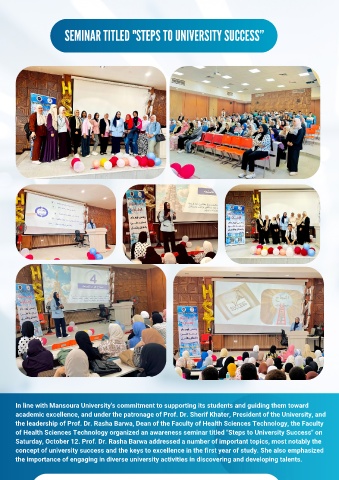 SEMINAR TITLED "STEPS TO UNIVERSITY SUCCESS"
In line with Mansoura University's commitment to supporting its students and guiding them toward
academic excellence, and under the patronage of Prof. Dr. Sherif Khater, President of the University, and
the leadership of Prof. Dr. Rasha Barwa, Dean of the Faculty of Health Sciences Technology, the Faculty
of Health Sciences Technology organized an awareness seminar titled "Steps to University Success" on
Saturday, October 12. Prof. Dr. Rasha Barwa addressed a number of important topics, most notably the
concept of university success and the keys to excellence in the first year of study. She also emphasized
the importance of engaging in diverse university activities in discovering and developing talents.